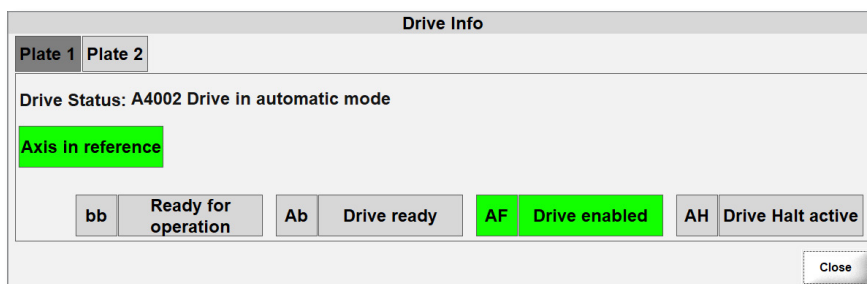 Drive Info
Plate 1 Plate 2
Drive Status: A4002 Drive in automatic mode
Axis in reference
bb Ready for operation Ab Drive ready AF Drive enabled AH Drive Halt active
Close